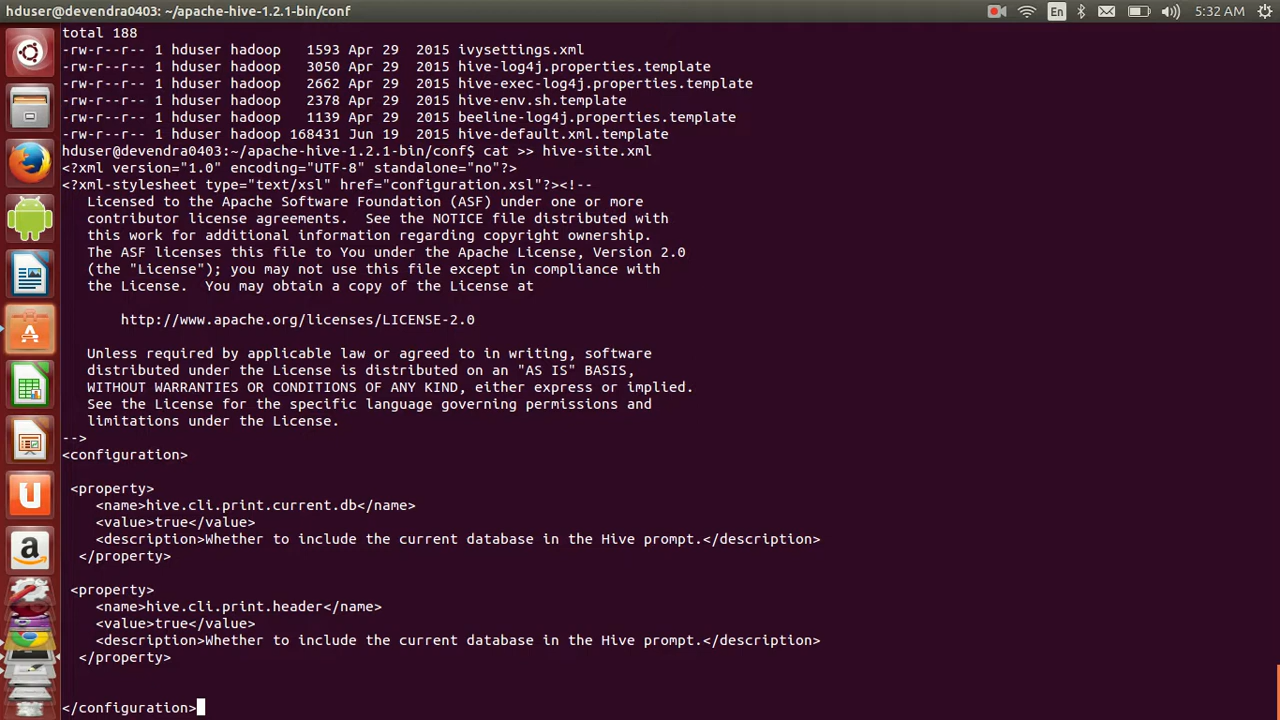 hduser@devendra0403: ~/apache-hive-1.2.1-bin/conf
En
5:32 AM
total 188
-rw-r--r-- 1 hduser hadoop   1593 Apr 29  2015 ivysettings.xml
-rw-r--r-- 1 hduser hadoop   3050 Apr 29  2015 hive-log4j.properties.template
-rw-r--r-- 1 hduser hadoop   2662 Apr 29  2015 hive-exec-log4j.properties.template
-rw-r--r-- 1 hduser hadoop   2378 Apr 29  2015 hive-env.sh.template
-rw-r--r-- 1 hduser hadoop   1139 Apr 29  2015 beeline-log4j.properties.template
-rw-r--r-- 1 hduser hadoop 168431 Jun 19  2015 hive-default.xml.template
hduser@devendra0403:~/apache-hive-1.2.1-bin/conf$ cat >> hive-site.xml
<?xml version="1.0" encoding="UTF-8" standalone="no"?>
<?xml-stylesheet type="text/xsl" href="configuration.xsl"?><!--
   Licensed to the Apache Software Foundation (ASF) under one or more
   contributor license agreements.  See the NOTICE file distributed with
   this work for additional information regarding copyright ownership.
   The ASF licenses this file to You under the Apache License, Version 2.0
   (the "License"); you may not use this file except in compliance with
   the License.  You may obtain a copy of the License at
       http://www.apache.org/licenses/LICENSE-2.0
   Unless required by applicable law or agreed to in writing, software
   distributed under the License is distributed on an "AS IS" BASIS,
   WITHOUT WARRANTIES OR CONDITIONS OF ANY KIND, either express or implied.
   See the License for the specific language governing permissions and
   limitations under the License.
-->
<configuration>
 <property>
    <name>hive.cli.print.current.db</name>
    <value>true</value>
    <description>Whether to include the current database in the Hive prompt.</description>
  </property>
 <property>
    <name>hive.cli.print.header</name>
    <value>true</value>
    <description>Whether to include the current database in the Hive prompt.</description>
  </property>
</configuration>